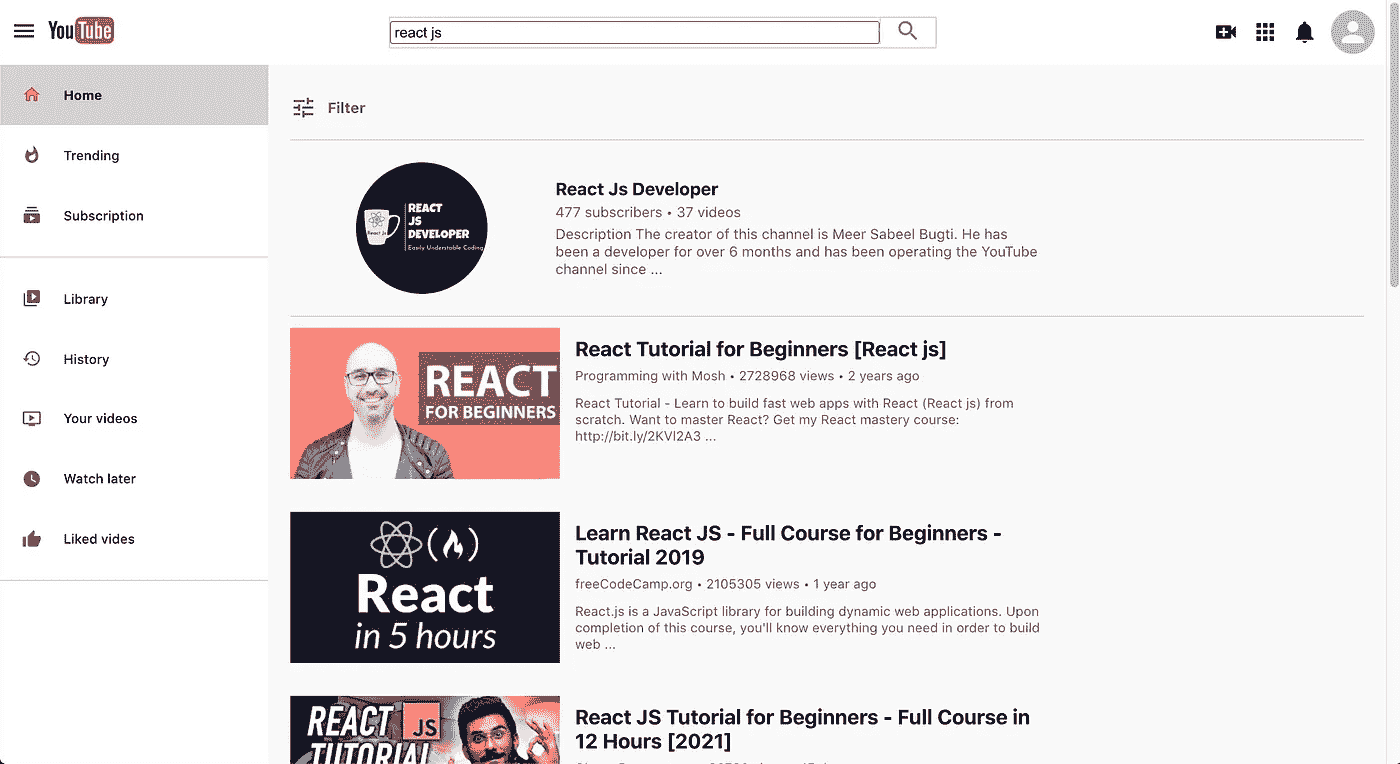 YouTube
react js
Home
Trending
Subscription
Library
History
Your videos
Watch later
Liked vides
Filter
REACT
JS
DEVELOPER
Easily Understable Coding
React Js
React Js Developer
477 subscribers • 37 videos
Description The creator of this channel is Meer Sabeel Bugti. He has
been a developer for over 6 months and has been operating the YouTube
channel since ...
REACT
FOR BEGINNERS
React Tutorial for Beginners [React js]
Programming with Mosh • 2728968 views • 2 years ago
React Tutorial - Learn to build fast web apps with React (React js) from
scratch. Want to master React? Get my React mastery course:
http://bit.ly/2KVI2A3 ...
React
in 5 hours
Learn React JS - Full Course for Beginners -
Tutorial 2019
freeCodeCamp.org • 2105305 views • 1 year ago
React.js is a JavaScript library for building dynamic web applications. Upon
completion of this course, you'll know everything you need in order to build
web ...
REACT JS
TUTORIAL
React JS Tutorial for Beginners - Full Course in
12 Hours [2021]